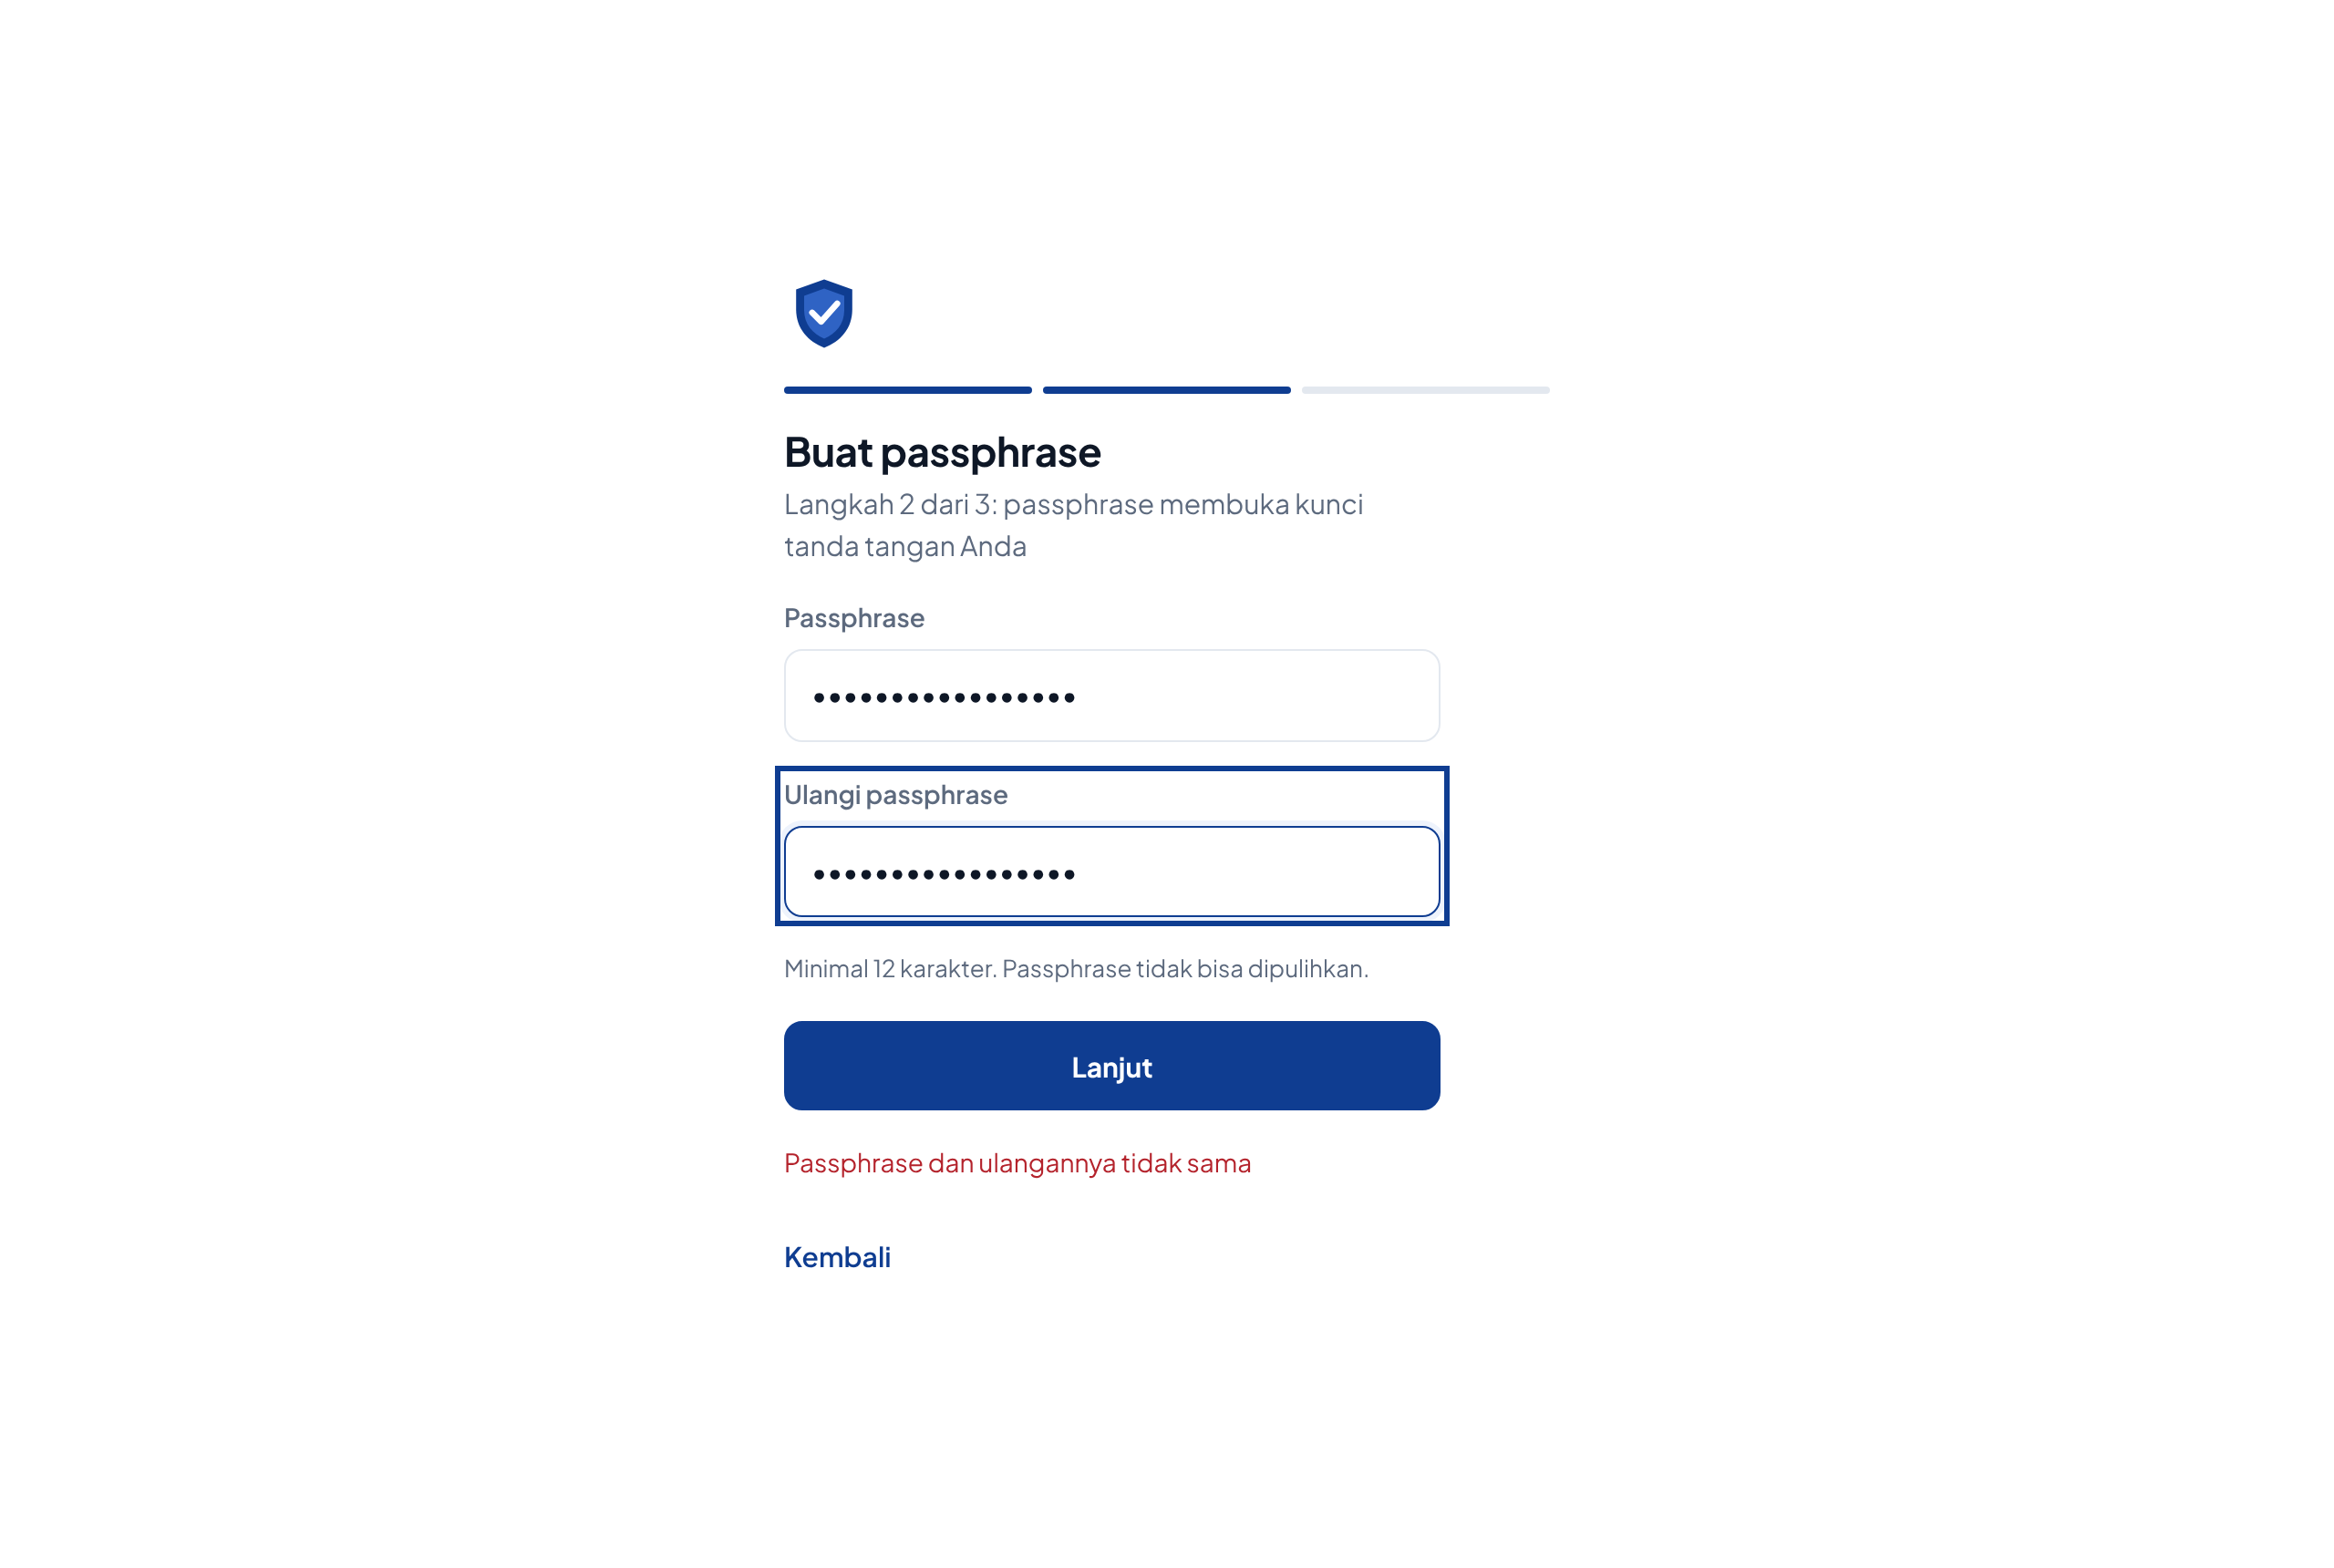 Buat passphrase
Langkah 2 dari 3: passphrase membuka kunci
tanda tangan Anda
Passphrase
•••••••••••••••••
Ulangi passphrase
•••••••••••••••••
Minimal 12 karakter. Passphrase tidak bisa dipulihkan.
Lanjut
Passphrase dan ulangannya tidak sama
Kembali